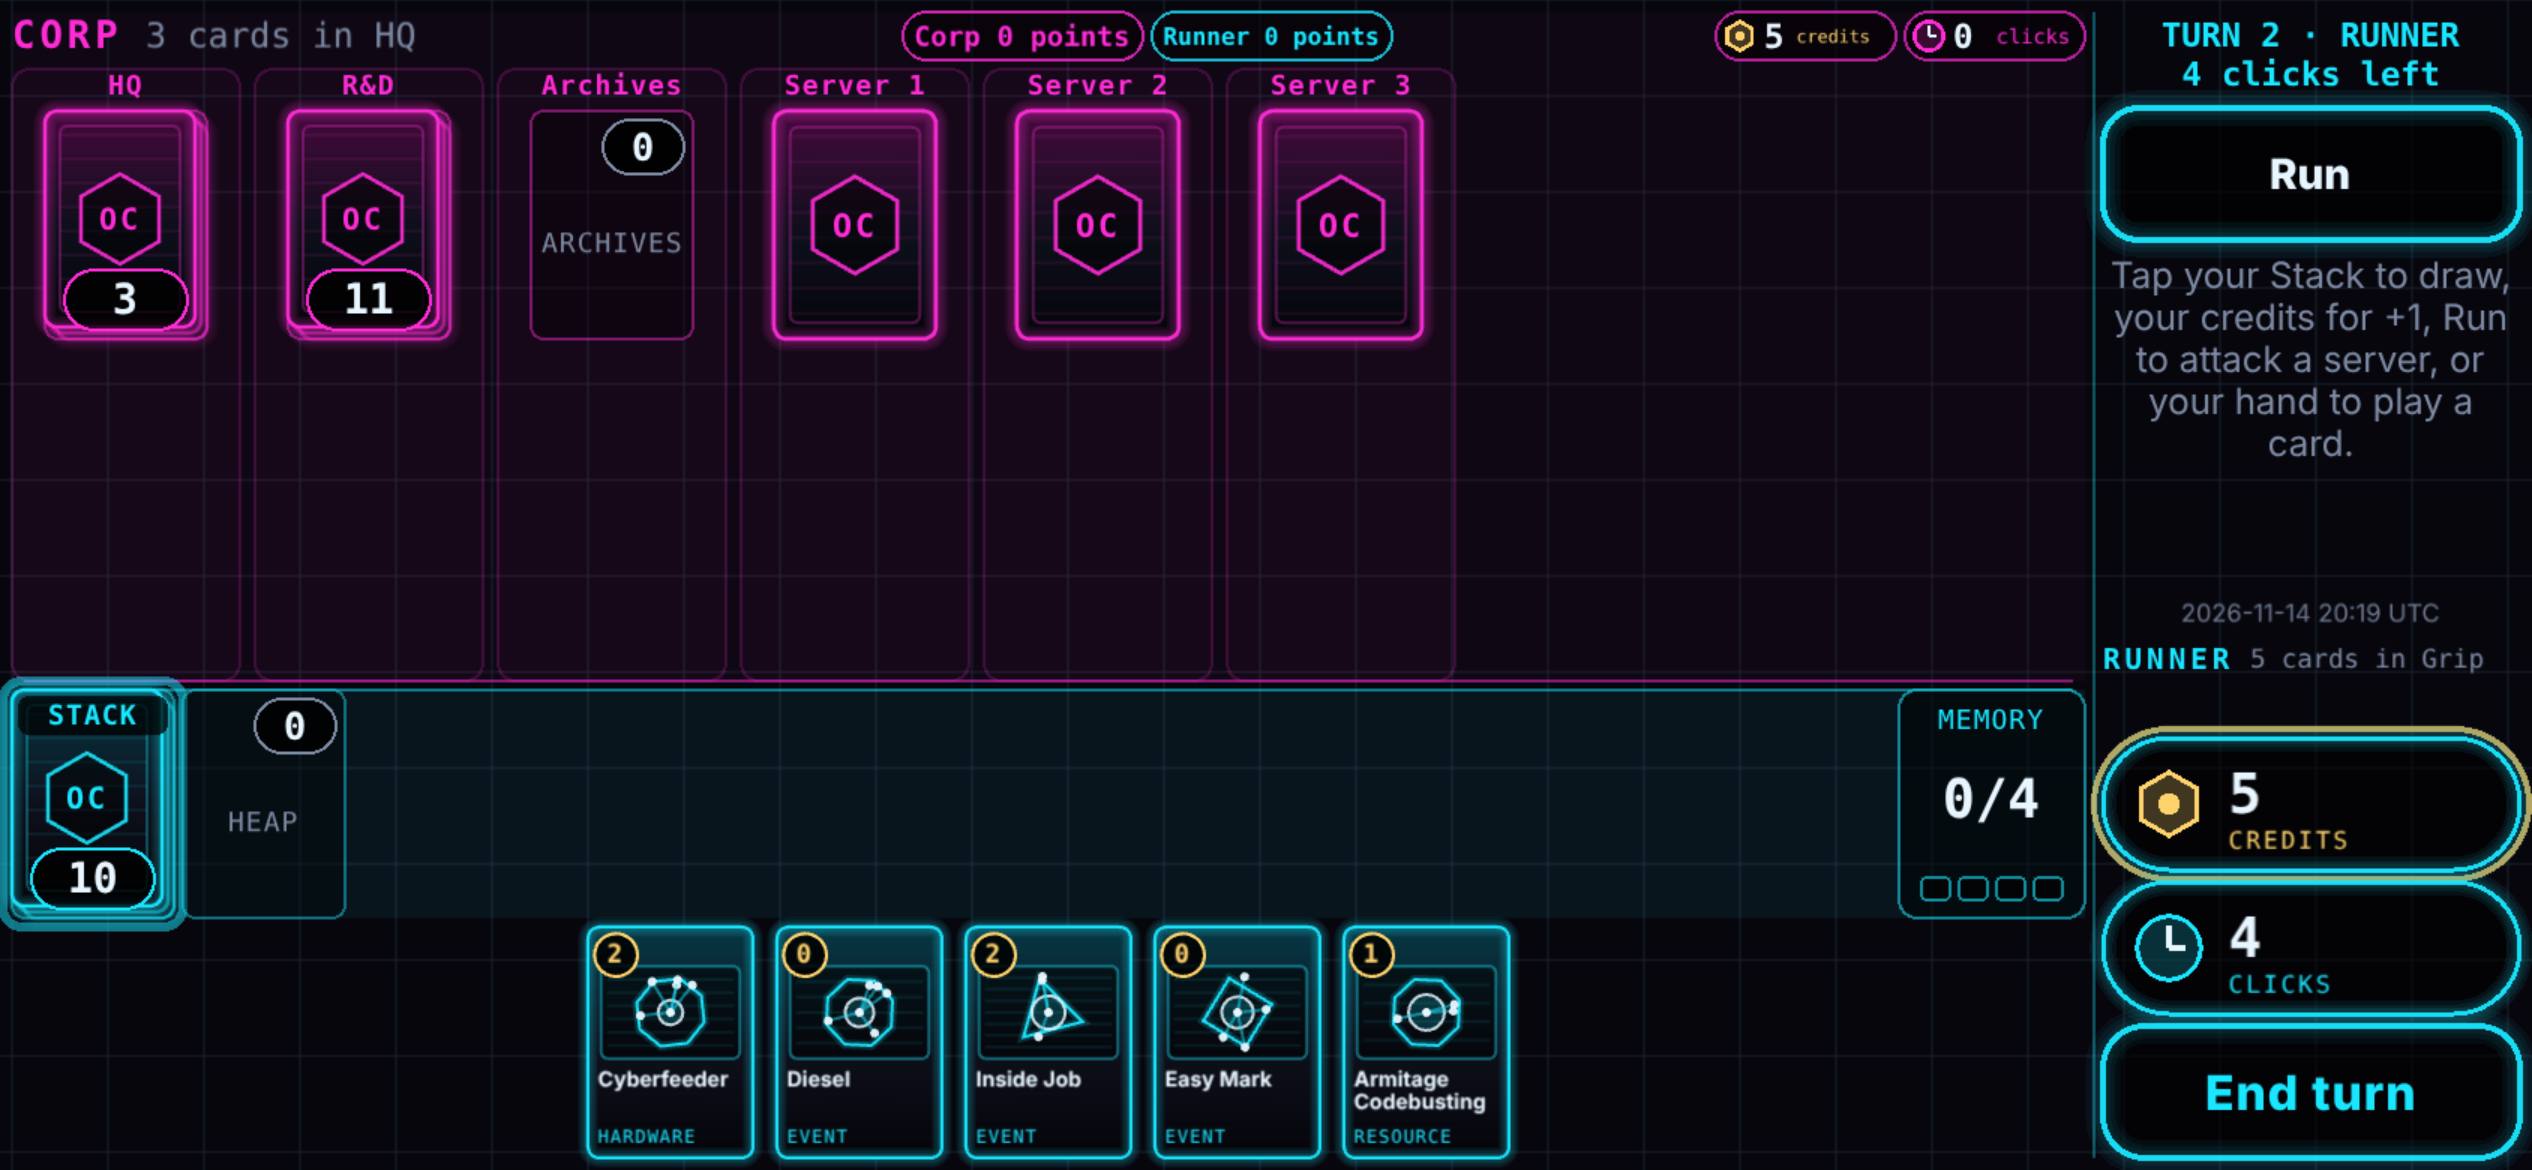 CORP 3 cards in HQ
Corp 0 points
Runner 0 points
5 credits
0 clicks
TURN 2 · RUNNER
4 clicks left
HQ
R&D
Archives
Server 1
Server 2
Server 3
OC
3
OC
11
0
ARCHIVES
OC
OC
OC
Run
Tap your Stack to draw,
your credits for +1, Run
to attack a server, or
your hand to play a
card.
2026-11-14 20:19 UTC
RUNNER 5 cards in Grip
STACK
OC
10
0
HEAP
MEMORY
0/4
5
CREDITS
4
CLICKS
End turn
2
Cyberfeeder
HARDWARE
0
Diesel
EVENT
2
Inside Job
EVENT
0
Easy Mark
EVENT
1
Armitage
Codebusting
RESOURCE